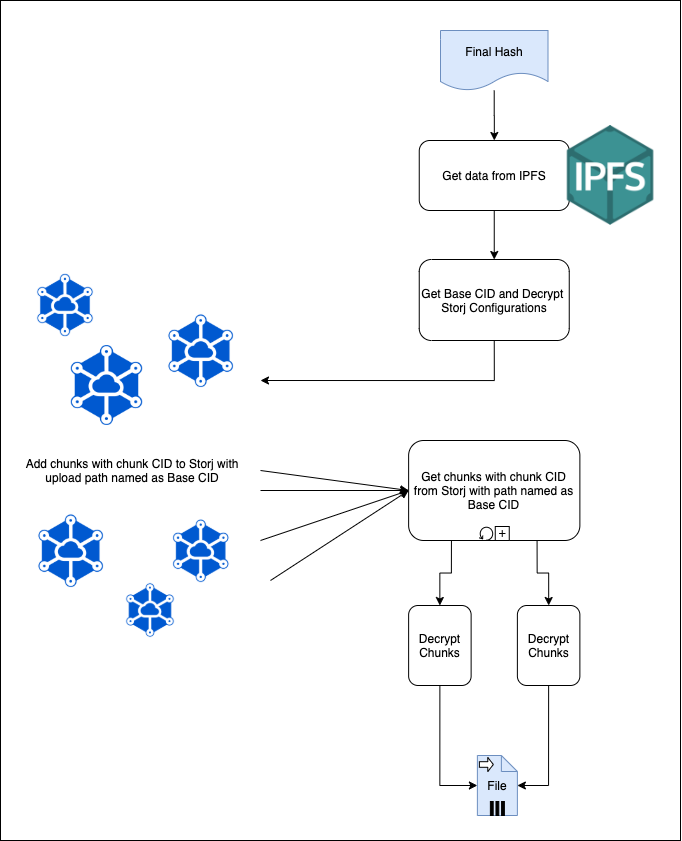 Final Hash
Get data from IPFS
IPFS
Get Base CID and Decrypt
Storj Configurations
Add chunks with chunk CID to Storj with
upload path named as Base CID
Get chunks with chunk CID
from Storj with path named as
Base CID
Decrypt
Chunks
Decrypt
Chunks
File